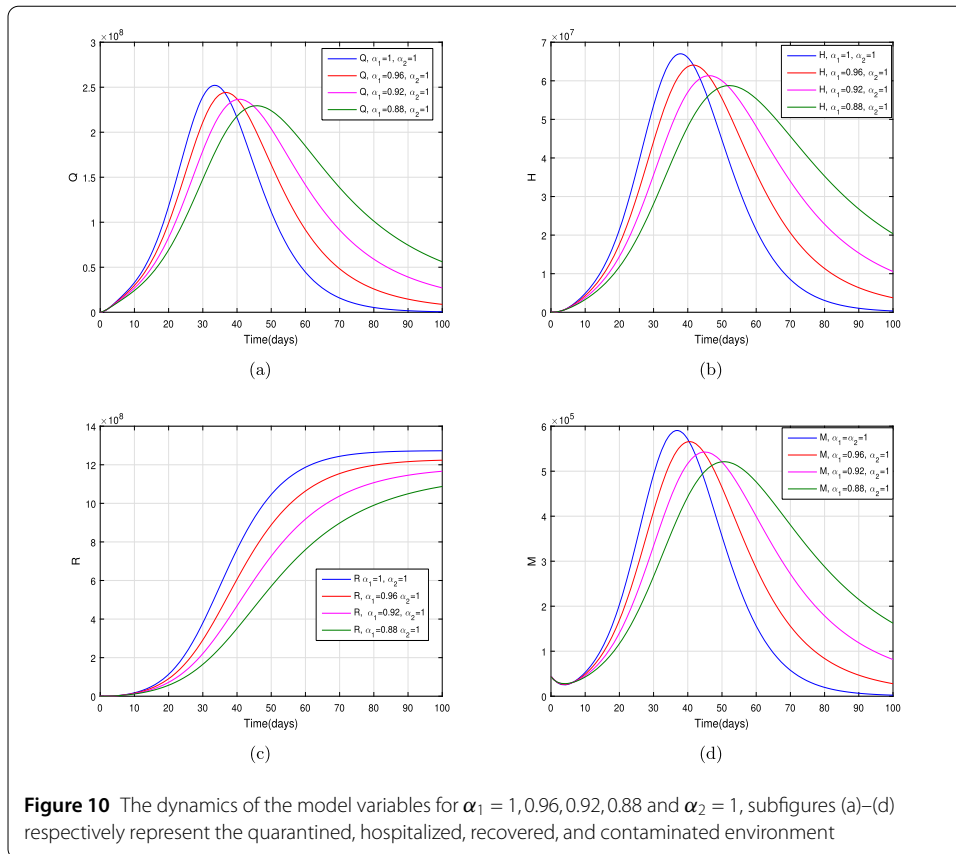 ×10⁸
3
2.5
2
1.5
1
0.5
0
Q
0 10 20 30 40 50 60 70 80 90 100
Time(days)
Q, α₁=1, α₂=1
Q, α₁=0.96, α₂=1
Q, α₁=0.92, α₂=1
Q, α₁=0.88, α₂=1
(a)
×10⁷
7
6
5
4
3
2
1
0
H
0 10 20 30 40 50 60 70 80 90 100
Time(days)
H, α₁=1, α₂=1
H, α₁=0.96, α₂=1
H, α₁=0.92, α₂=1
H, α₁=0.88, α₂=1
(b)
×10⁸
14
12
10
8
6
4
2
0
R
0 10 20 30 40 50 60 70 80 90 100
Time(days)
R α₁=1, α₂=1
R, α₁=0.96 α₂=1
R, α₁=0.92, α₂=1
R, α₁=0.88 α₂=1
(c)
×10⁵
6
5
4
3
2
1
0
M
0 10 20 30 40 50 60 70 80 90 100
Time(days)
M, α₁=α₂=1
M, α₁=0.96, α₂=1
M, α₁=0.92, α₂=1
M, α₁=0.88, α₂=1
(d)
Figure 10 The dynamics of the model variables for α₁ = 1, 0.96, 0.92, 0.88 and α₂ = 1, subfigures (a)–(d)
respectively represent the quarantined, hospitalized, recovered, and contaminated environment